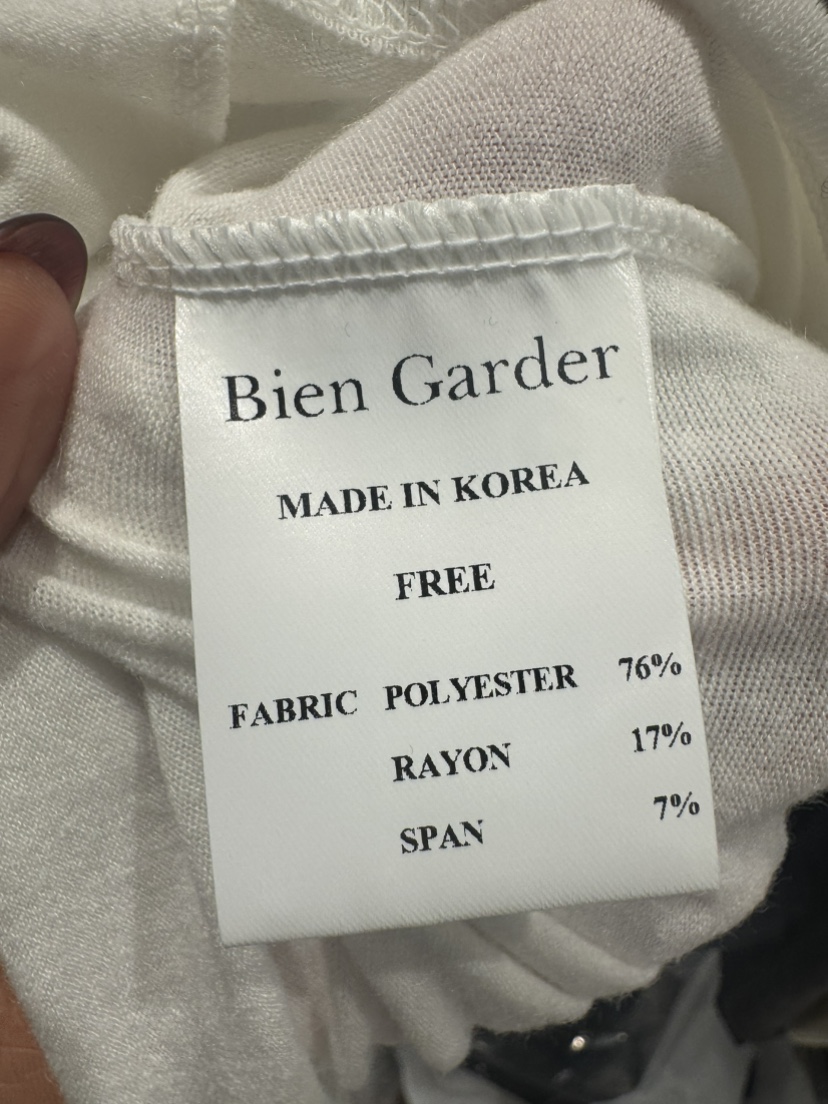 Bien Garder
MADE IN KOREA
FREE
FABRIC POLYESTER 76%
RAYON 17%
SPAN 7%